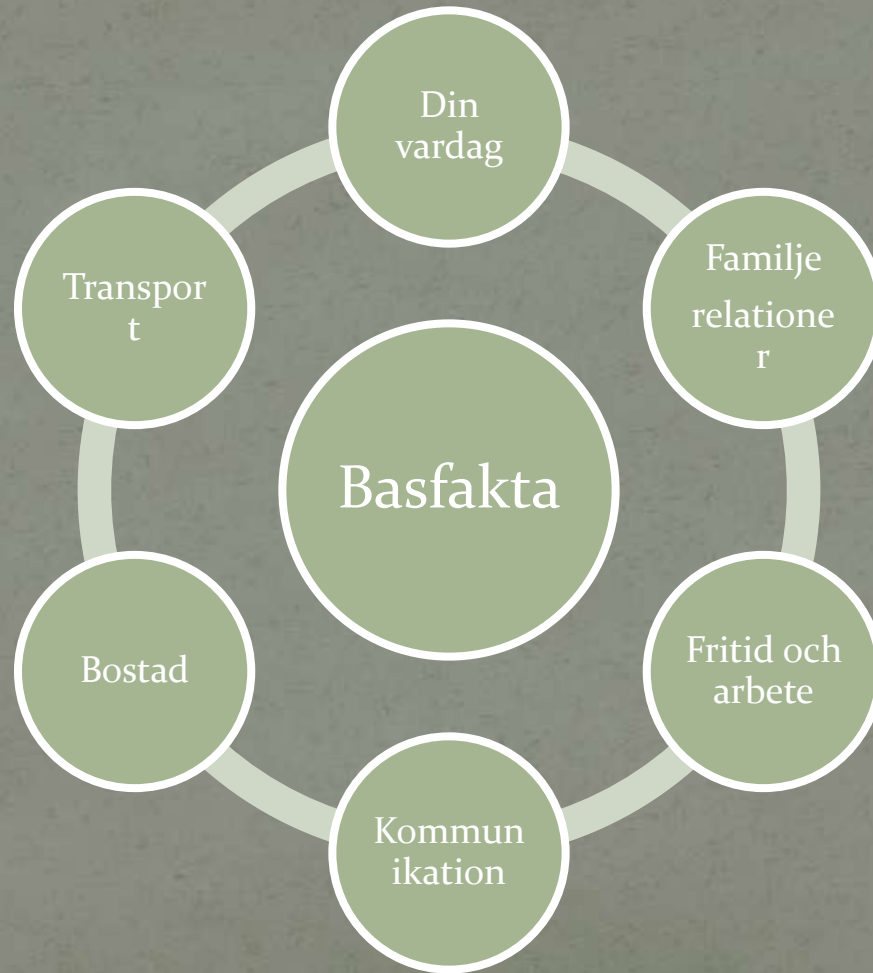 Din
vardag
Familje
relatione
r
Fritid och
arbete
Kommun
ikation
Bostad
Transpor
t
Basfakta